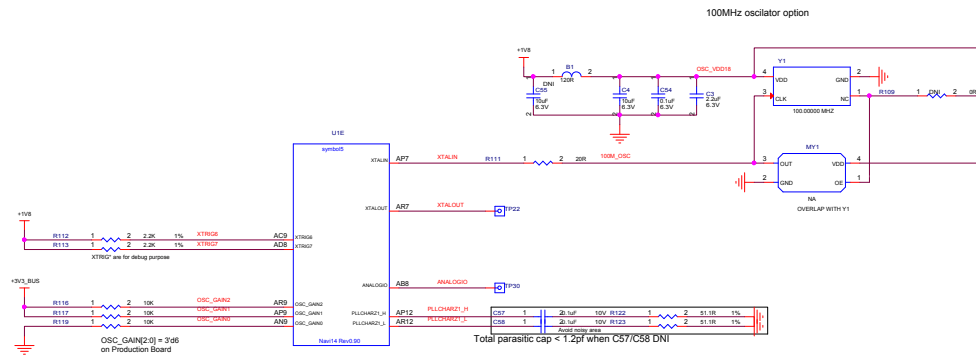 100MHz oscilator option
+1V8
B1
1
2
120R
DNI
OSC_VDD18
C55
10uF
6.3V
C4
10uF
6.3V
C54
0.1uF
6.3V
C3
2.2uF
6.3V
Y1
4
VDD
GND
2
3
CLK
NC
1
100.00000 MHZ
R109
1
DNI
2
0R
U1E
symbol5
XTALIN
AP7
XTALIN
R111
1
2
20R
100M_OSC
MY1
3
OUT
VDD
4
2
GND
OE
1
NA
OVERLAP WITH Y1
XTALOUT
AR7
XTALOUT
TP22
+1V8
R112
1
2
2.2K
1%
XTRIG6
AC9
XTRIG6
R113
1
2
2.2K
1%
XTRIG7
AD8
XTRIG7
XTRIG* are for debug purpose
+3V3_BUS
ANALOGIO
AB8
ANALOGIO
TP30
R116
1
2
10K
OSC_GAIN2
AR9
OSC_GAIN2
R117
1
2
10K
OSC_GAIN1
AP9
OSC_GAIN1
R119
1
2
10K
OSC_GAIN0
AN9
OSC_GAIN0
PLLCHARZ1_H
AP12
PLLCHARZ1_H
C57
1
2
0.1uF
10V
R122
1
2
51.1R
1%
PLLCHARZ1_L
AR12
PLLCHARZ1_L
C58
1
2
0.1uF
10V
R123
1
2
51.1R
1%
Avoid noisy area
Navi14 Rev0.90
OSC_GAIN[2:0] = 3'd6
on Production Board
Total parasitic cap < 1.2pf when C57/C58 DNI